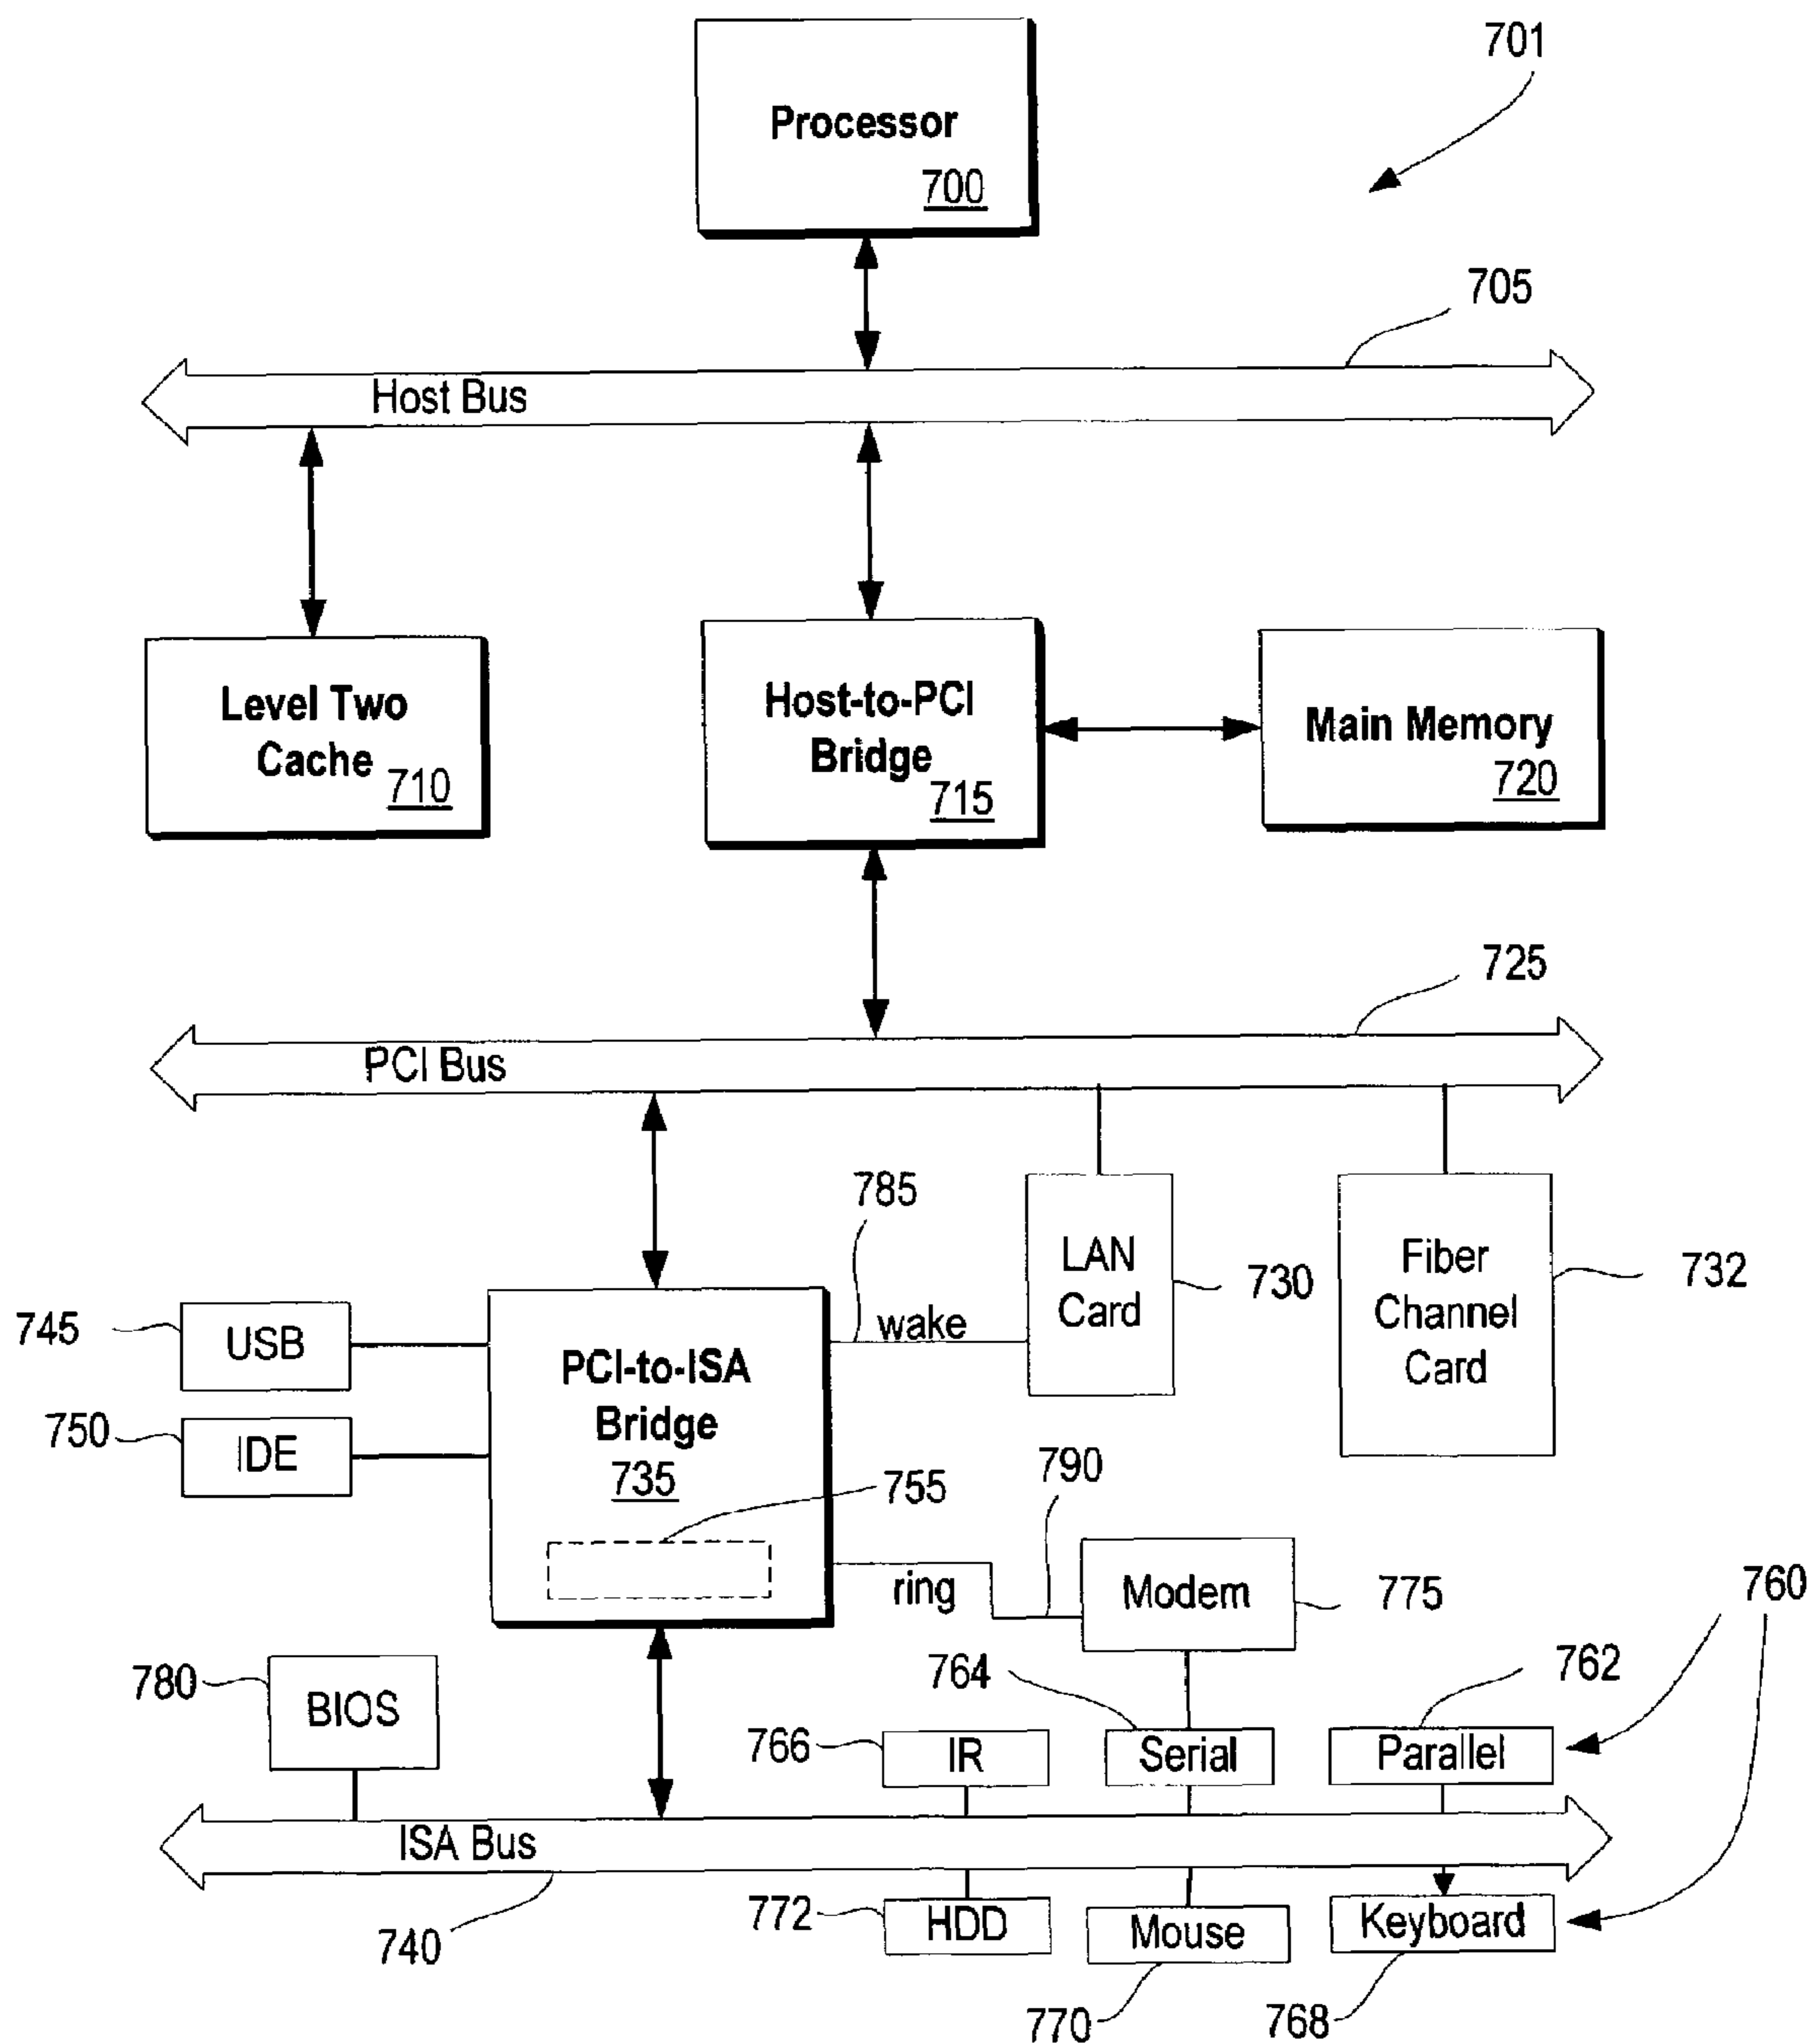 701
Processor
700
705
Host Bus
Level Two
Cache
710
Host-to-PCI
Bridge
715
Main Memory
720
725
PCI Bus
785
wake
LAN
Card
730
Fiber
Channel
Card
732
745
USB
750
IDE
PCI-to-ISA
Bridge
735
755
790
ring
Modem
775
760
780
BIOS
764
762
766
IR
Serial
Parallel
ISA Bus
740
772
HDD
Mouse
Keyboard
770
768